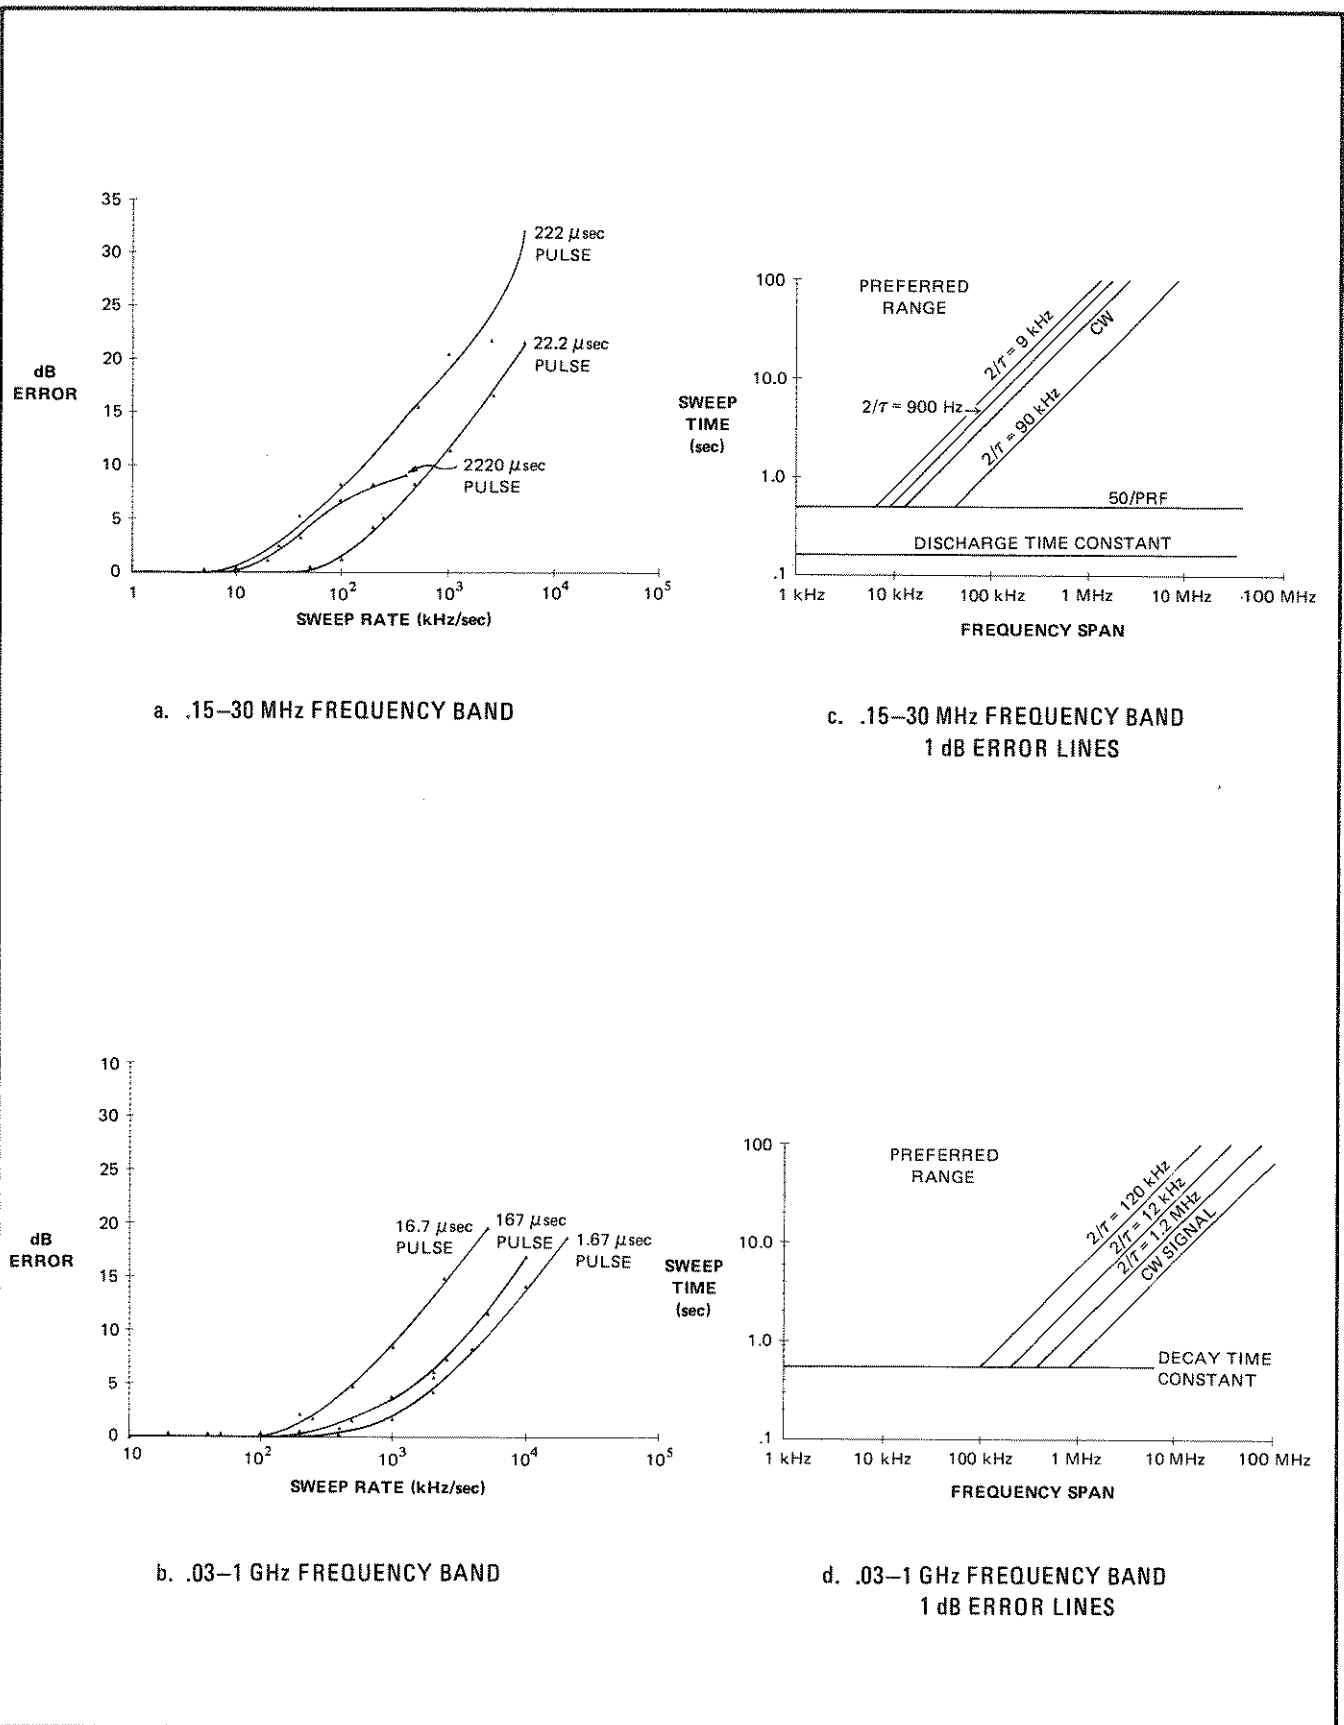 35
30
25
20
15
10
5
0
dB
ERROR
222 μsec
PULSE
22.2 μsec
PULSE
2220 μsec
PULSE
1 10 10² 10³ 10⁴ 10⁵
SWEEP RATE (kHz/sec)
a. .15–30 MHz FREQUENCY BAND
100
10.0
1.0
.1
SWEEP
TIME
(sec)
PREFERRED
RANGE
2/τ = 9 kHz
2/τ = 900 Hz
CW
2/τ = 90 kHz
50/PRF
DISCHARGE TIME CONSTANT
1 kHz 10 kHz 100 kHz 1 MHz 10 MHz 100 MHz
FREQUENCY SPAN
c. .15–30 MHz FREQUENCY BAND
1 dB ERROR LINES
10
30
25
20
15
10
5
0
dB
ERROR
16.7 μsec
PULSE
167 μsec
PULSE
1.67 μsec
PULSE
10 10² 10³ 10⁴ 10⁵
SWEEP RATE (kHz/sec)
b. .03–1 GHz FREQUENCY BAND
100
10.0
1.0
.1
SWEEP
TIME
(sec)
PREFERRED
RANGE
2/τ = 120 kHz
2/τ = 12 kHz
2/τ = 1.2 MHz
CW SIGNAL
DECAY TIME
CONSTANT
1 kHz 10 kHz 100 kHz 1 MHz 10 MHz 100 MHz
FREQUENCY SPAN
d. .03–1 GHz FREQUENCY BAND
1 dB ERROR LINES